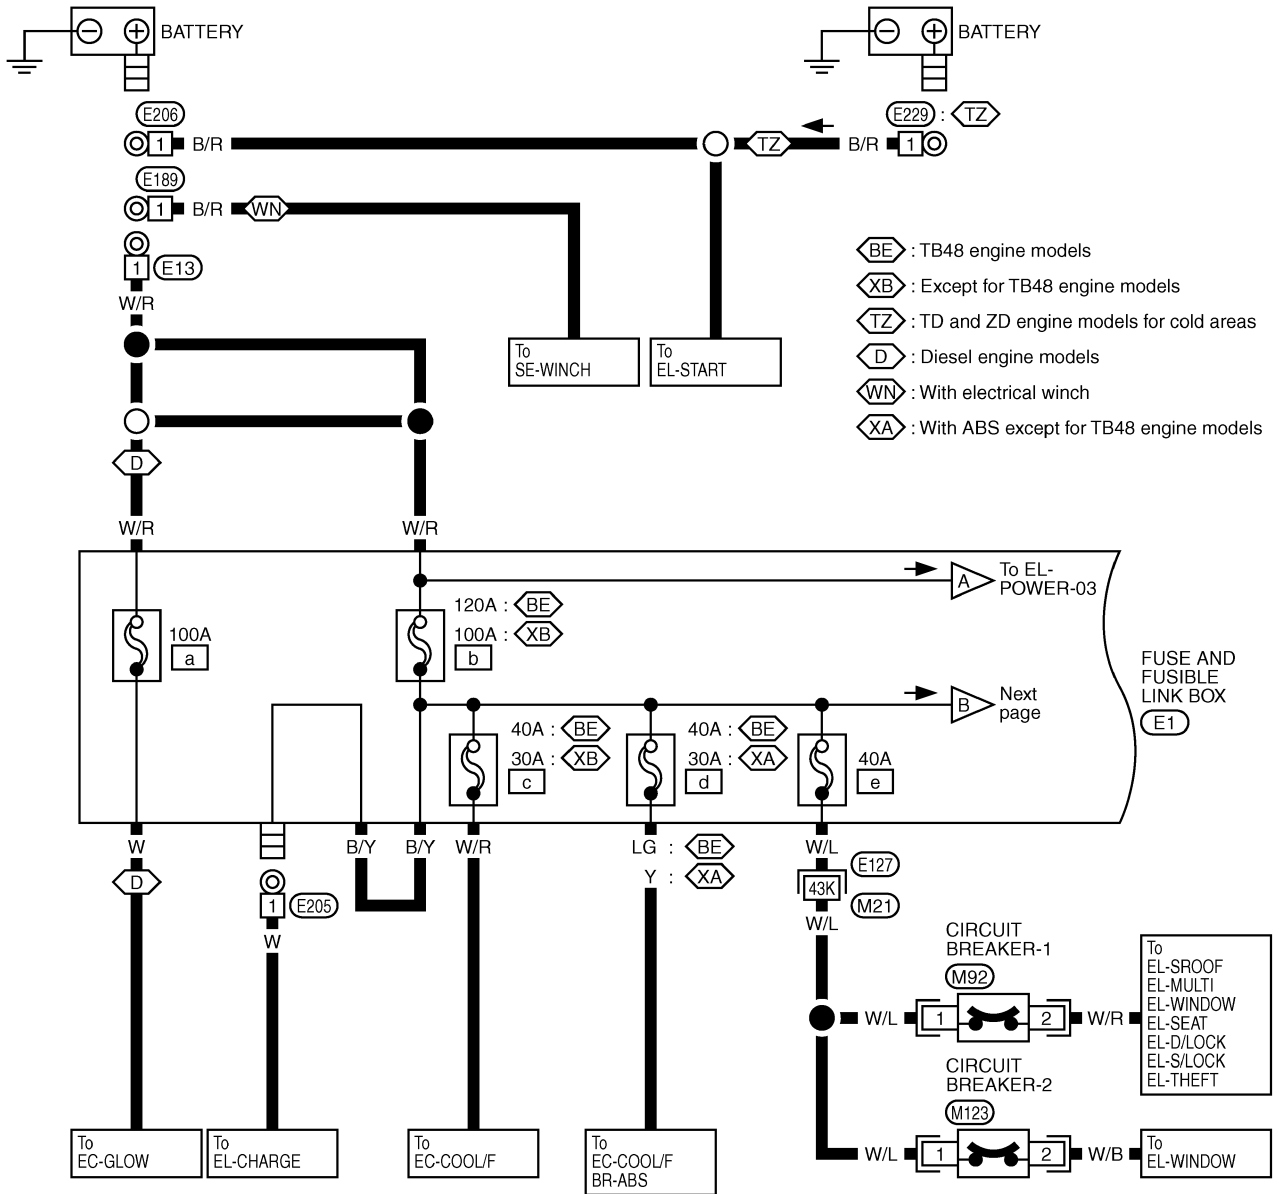 BATTERY
BATTERY
E206
E229 : TZ
1 B/R
TZ
B/R 1
E189
1 B/R WN
1 E13
W/R
BE : TB48 engine models
XB : Except for TB48 engine models
TZ : TD and ZD engine models for cold areas
D : Diesel engine models
WN : With electrical winch
XA : With ABS except for TB48 engine models
To
SE-WINCH
To
EL-START
D
W/R
W/R
A
To EL-
POWER-03
120A : BE
100A : XB
b
100A
a
FUSE AND
FUSIBLE
LINK BOX
E1
B
Next
page
40A : BE
30A : XB
c
40A : BE
30A : XA
d
40A
e
W
B/Y
B/Y
W/R
LG : BE
Y : XA
W/L
D
1 E205
W
E127
43K
M21
W/L
CIRCUIT
BREAKER-1
M92
W/L 1 2 W/R
To
EL-SROOF
EL-MULTI
EL-WINDOW
EL-SEAT
EL-D/LOCK
EL-S/LOCK
EL-THEFT
CIRCUIT
BREAKER-2
M123
W/L 1 2 W/B
To
EL-WINDOW
To
EC-GLOW
To
EL-CHARGE
To
EC-COOL/F
To
EC-COOL/F
BR-ABS